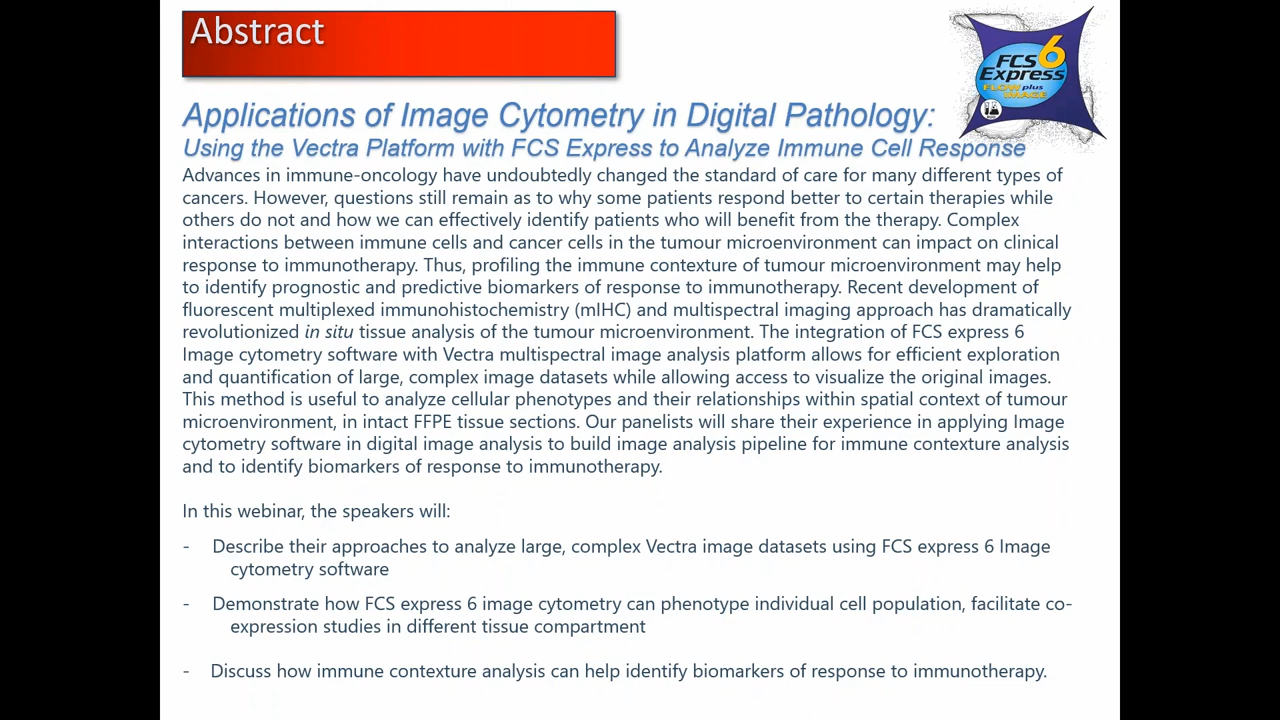 Abstract
FCS 6
Express
FLOW plus
IMAGE
Applications of Image Cytometry in Digital Pathology:
Using the Vectra Platform with FCS Express to Analyze Immune Cell Response
Advances in immune-oncology have undoubtedly changed the standard of care for many different types of
cancers. However, questions still remain as to why some patients respond better to certain therapies while
others do not and how we can effectively identify patients who will benefit from the therapy. Complex
interactions between immune cells and cancer cells in the tumour microenvironment can impact on clinical
response to immunotherapy. Thus, profiling the immune contexture of tumour microenvironment may help
to identify prognostic and predictive biomarkers of response to immunotherapy. Recent development of
fluorescent multiplexed immunohistochemistry (mIHC) and multispectral imaging approach has dramatically
revolutionized in situ tissue analysis of the tumour microenvironment. The integration of FCS express 6
Image cytometry software with Vectra multispectral image analysis platform allows for efficient exploration
and quantification of large, complex image datasets while allowing access to visualize the original images.
This method is useful to analyze cellular phenotypes and their relationships within spatial context of tumour
microenvironment, in intact FFPE tissue sections. Our panelists will share their experience in applying Image
cytometry software in digital image analysis to build image analysis pipeline for immune contexture analysis
and to identify biomarkers of response to immunotherapy.
In this webinar, the speakers will:
- Describe their approaches to analyze large, complex Vectra image datasets using FCS express 6 Image
cytometry software
- Demonstrate how FCS express 6 image cytometry can phenotype individual cell population, facilitate co-
expression studies in different tissue compartment
- Discuss how immune contexture analysis can help identify biomarkers of response to immunotherapy.